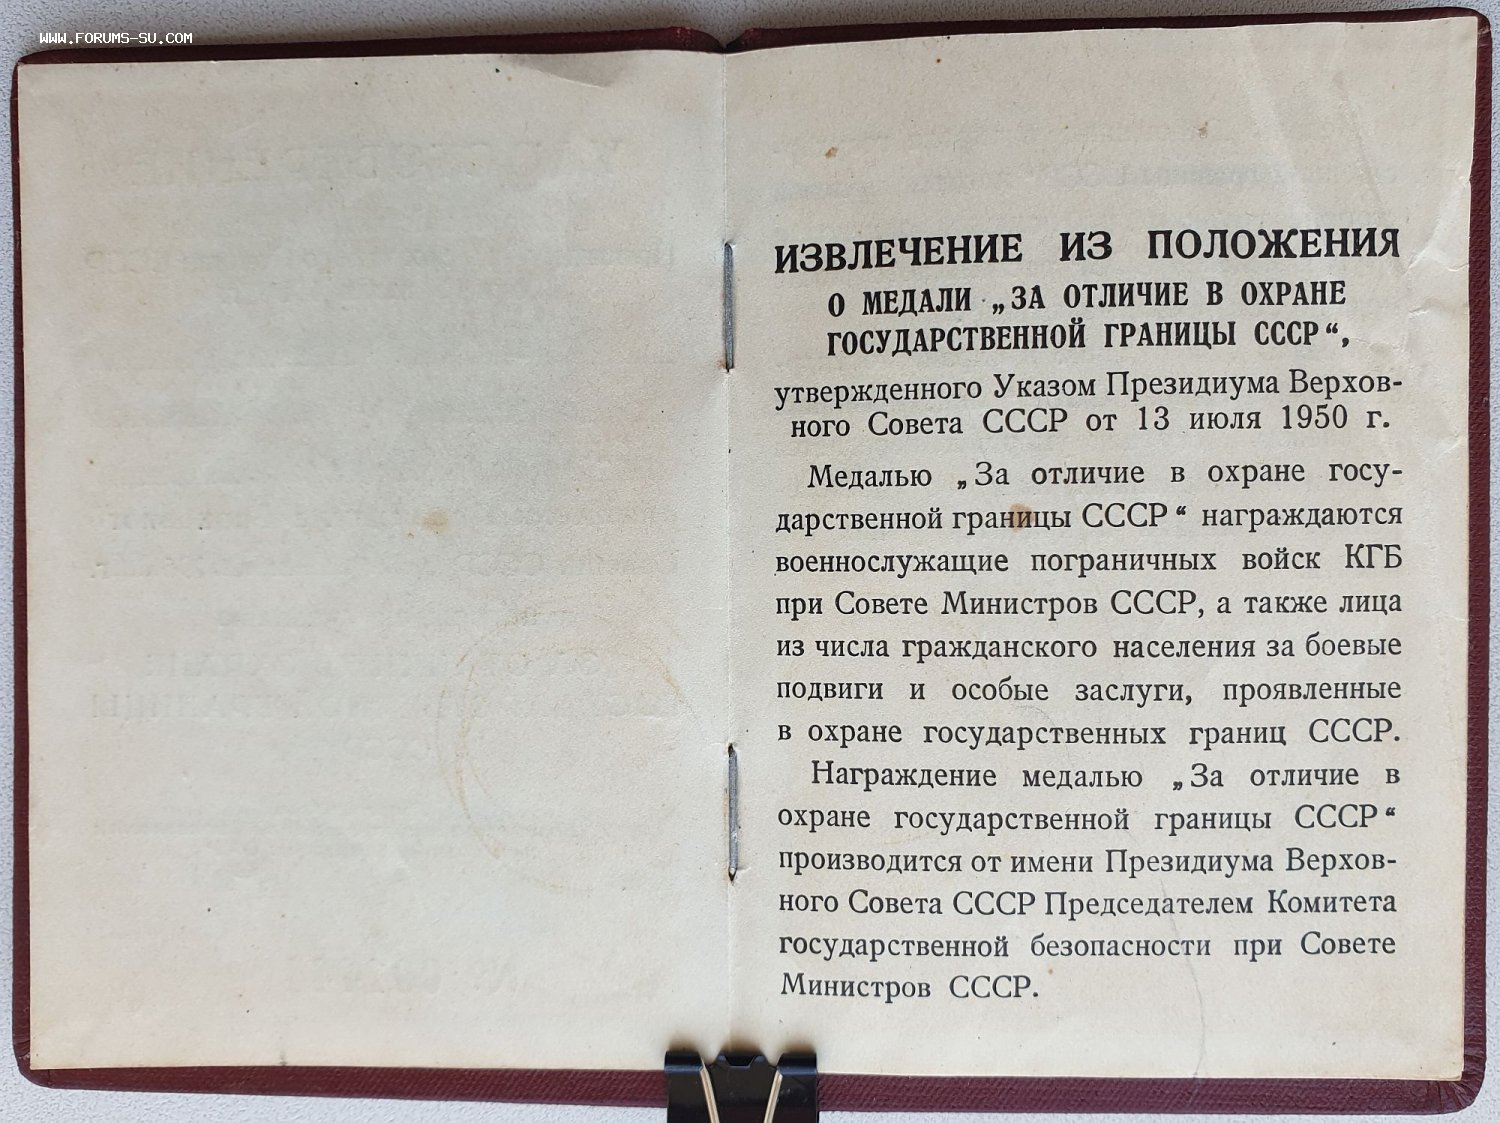 WWW.FORUMS-SU.COM
ИЗВЛЕЧЕНИЕ ИЗ ПОЛОЖЕНИЯ
О МЕДАЛИ „ЗА ОТЛИЧИЕ В ОХРАНЕ
ГОСУДАРСТВЕННОЙ ГРАНИЦЫ СССР“,
утвержденного Указом Президиума Верхов-
ного Совета СССР от 13 июля 1950 г.
Медалью „За отличие в охране госу-
дарственной границы СССР“ награждаются
военнослужащие пограничных войск КГБ
при Совете Министров СССР, а также лица
из числа гражданского населения за боевые
подвиги и особые заслуги, проявленные
в охране государственных границ СССР.
Награждение медалью „За отличие в
охране государственной границы СССР“
производится от имени Президиума Верхов-
ного Совета СССР Председателем Комитета
государственной безопасности при Совете
Министров СССР.